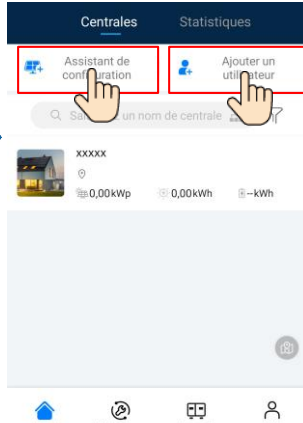 Centrales Statistiques
Assistant de
configuration
Ajouter un
utilisateur
un nom de centrale
xxxxx
0,00kWp 0,00kWh --kWh